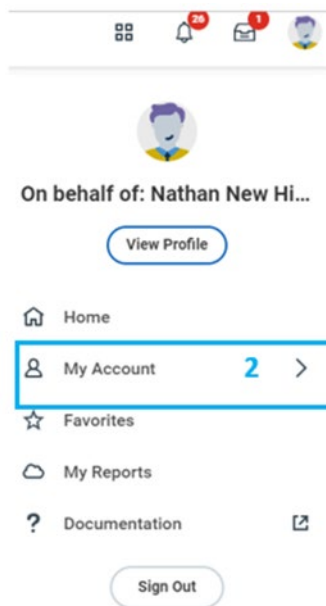 26 1
On behalf of: Nathan New Hi...
View Profile
Home
My Account 2
Favorites
My Reports
? Documentation
Sign Out